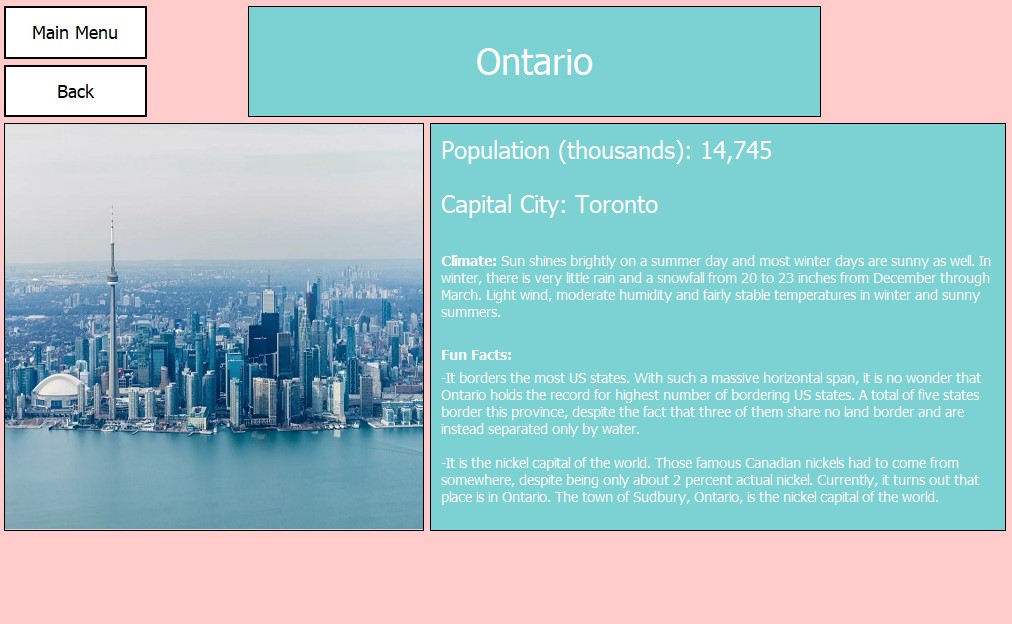 Main Menu
Ontario
Back
Population (thousands): 14,745
Capital City: Toronto
Climate: Sun shines brightly on a summer day and most winter days are sunny as well. In
winter, there is very little rain and a snowfall from 20 to 23 inches from December through
March. Light wind, moderate humidity and fairly stable temperatures in winter and sunny
summers.
Fun Facts:
-It borders the most US states. With such a massive horizontal span, it is no wonder that
Ontario holds the record for highest number of bordering US states. A total of five states
border this province, despite the fact that three of them share no land border and are
instead separated only by water.
-It is the nickel capital of the world. Those famous Canadian nickels had to come from
somewhere, despite being only about 2 percent actual nickel. Currently, it turns out that
place is in Ontario. The town of Sudbury, Ontario, is the nickel capital of the world.